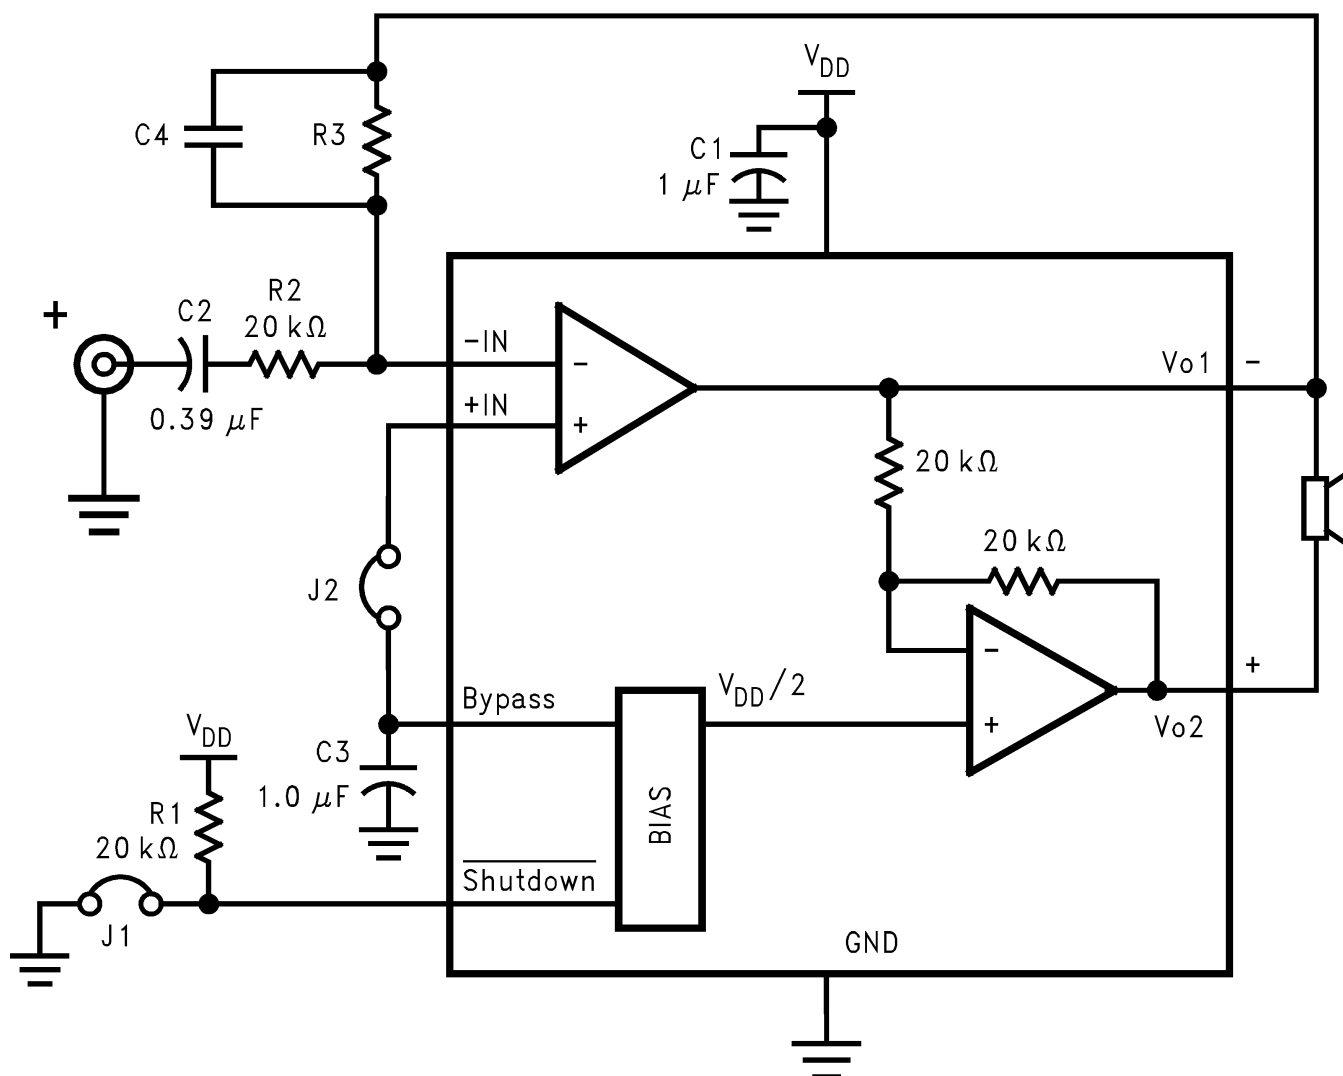 V_DD
C4
R3
C1
1 μF
R2
20 kΩ
C2
+
0.39 μF
-IN
+IN
-
+
Vo1
-
20 kΩ
20 kΩ
J2
-
+
+
Vo2
Bypass
V_DD/2
V_DD
C3
1.0 μF
R1
20 kΩ
BIAS
Shutdown
J1
GND